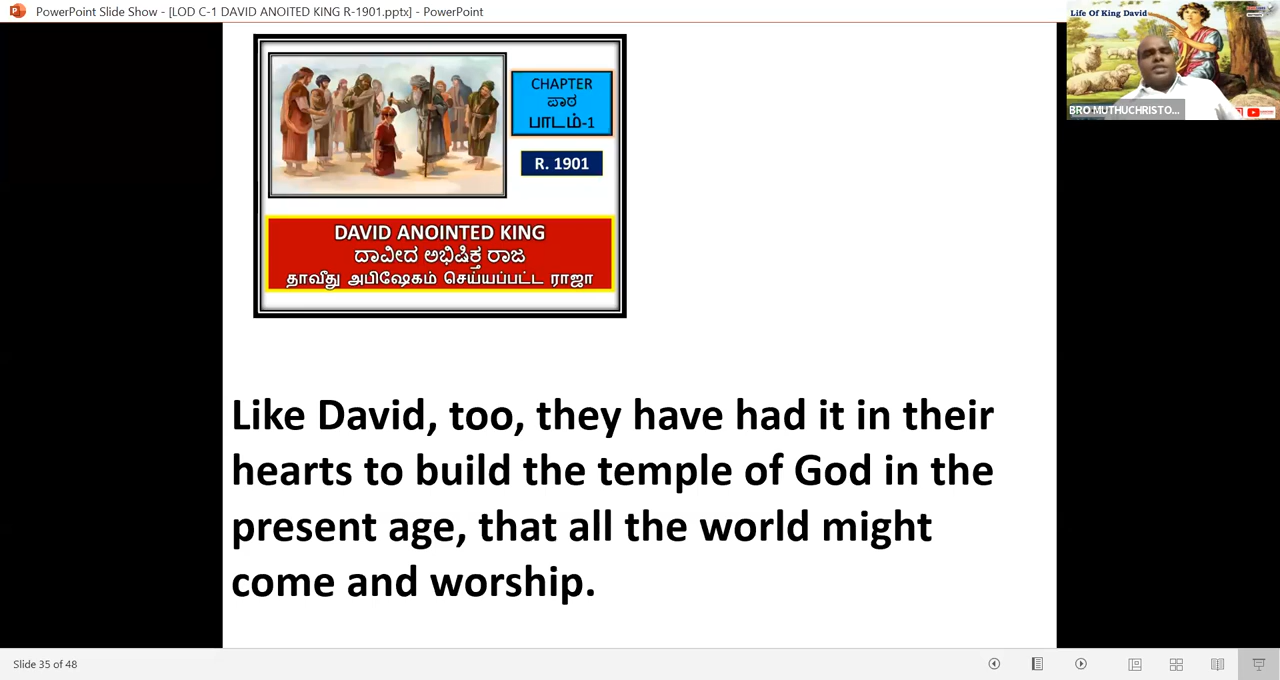 PowerPoint Slide Show - [LOD C-1 DAVID ANOITED KING R-1901.pptx] - PowerPoint
Life Of King David
BRO MUTHUCHRISTO...
CHAPTER
ಪಾಠ
பாடம்-1
R. 1901
DAVID ANOINTED KING
ದಾವೀದ ಅಭಿಷಿಕ್ತ ರಾಜ
தாவீது அபிஷேகம் செய்யப்பட்ட ராஜா
Like David, too, they have had it in their
hearts to build the temple of God in the
present age, that all the world might
come and worship.
Slide 35 of 48